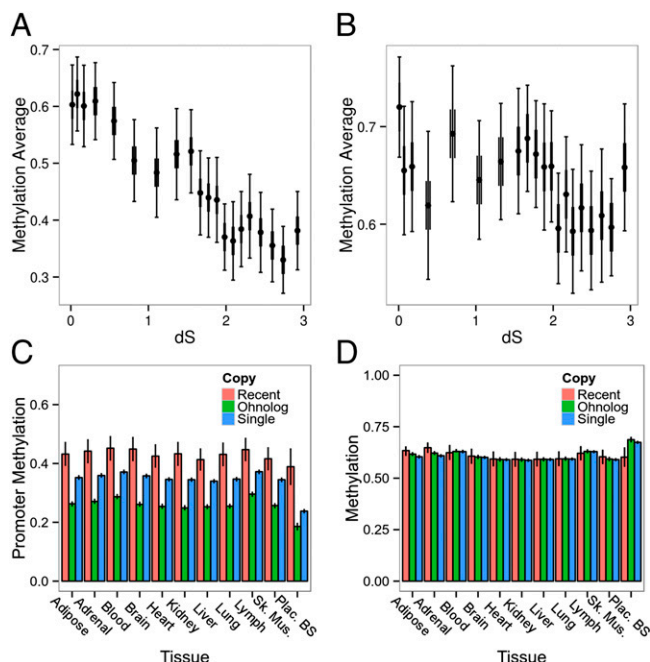 A
Methylation Average
0.7
0.6
0.5
0.4
0.3
0 1 2 3
dS
B
Methylation Average
0.7
0.6
0 1 2 3
dS
C
Promoter Methylation
0.6
0.4
0.2
0.0
Copy
Recent
Ohnolog
Single
Adipose
Adrenal
Blood
Brain
Heart
Kidney
Liver
Lung
Lymph
Sk. Mus.
Plac. BS
Tissue
D
Methylation
1.00
0.75
0.50
0.25
0.00
Copy
Recent
Ohnolog
Single
Adipose
Adrenal
Blood
Brain
Heart
Kidney
Liver
Lung
Lymph
Sk. Mus.
Plac. BS
Tissue